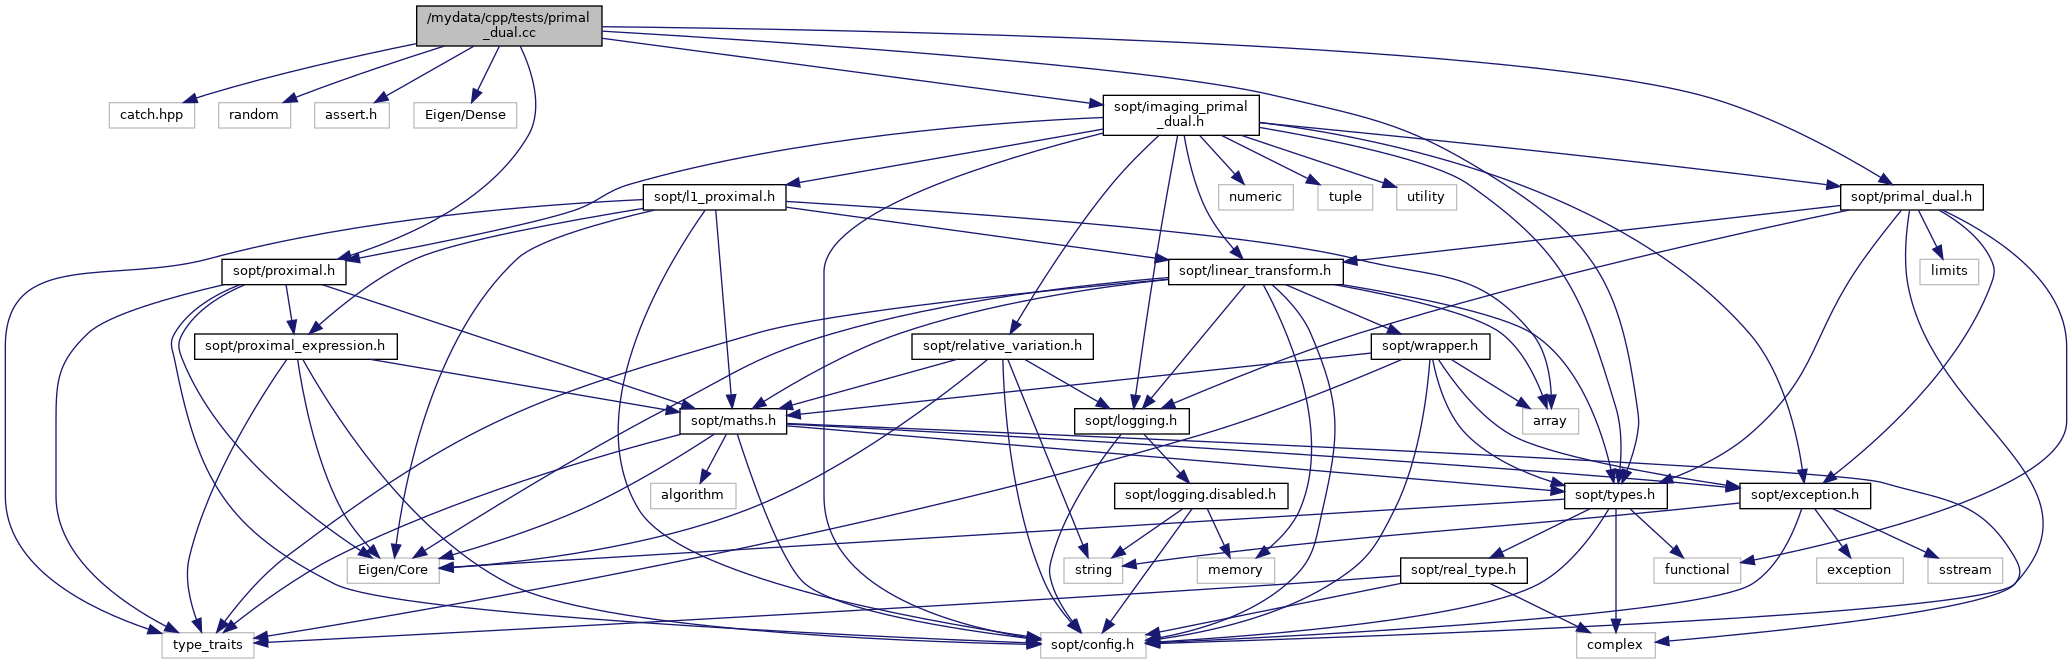 /mydata/cpp/tests/primal
_dual.cc
catch.hpp
random
assert.h
Eigen/Dense
sopt/imaging_primal
_dual.h
sopt/l1_proximal.h
numeric
tuple
utility
sopt/primal_dual.h
sopt/proximal.h
sopt/linear_transform.h
limits
sopt/proximal_expression.h
sopt/relative_variation.h
sopt/wrapper.h
sopt/maths.h
sopt/logging.h
array
algorithm
sopt/logging.disabled.h
sopt/types.h
sopt/exception.h
Eigen/Core
string
memory
sopt/real_type.h
functional
exception
sstream
type_traits
sopt/config.h
complex